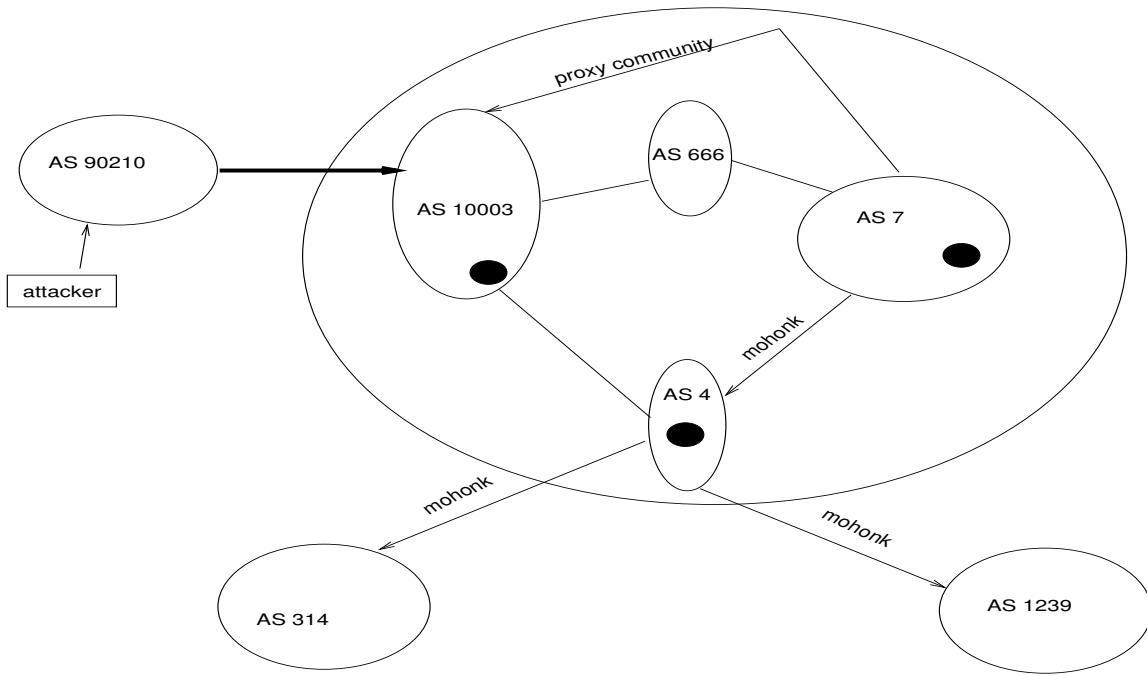 proxy community
AS 90210
AS 666
AS 10003
AS 7
attacker
mohonk
AS 4
mohonk
mohonk
AS 314
AS 1239